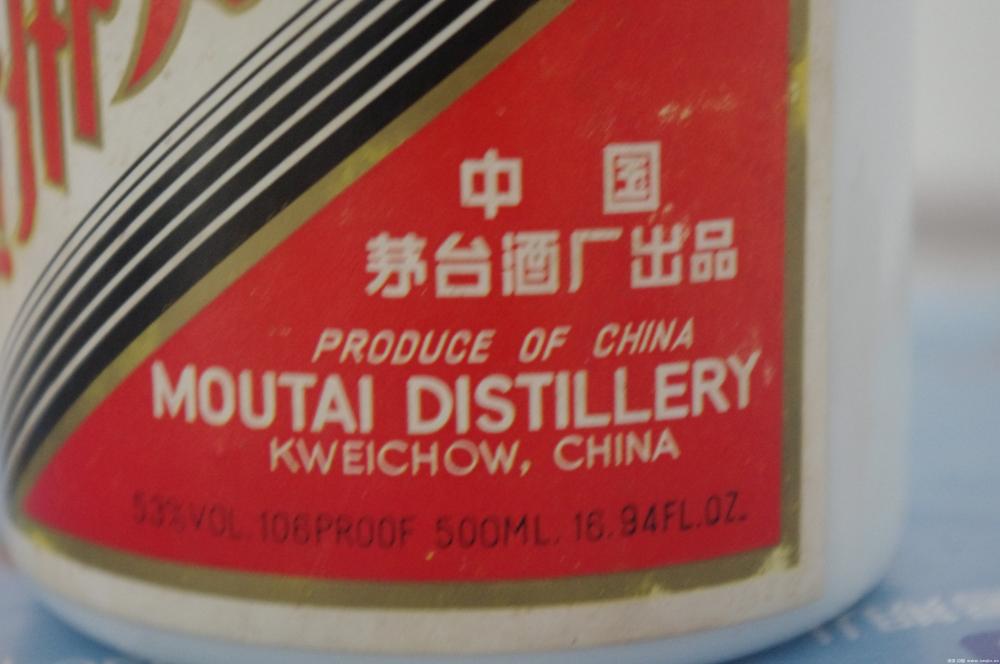 中国
茅台酒厂出品
PRODUCE OF CHINA
MOUTAI DISTILLERY
KWEICHOW, CHINA
53%VOL. 106PROOF 500ML. 16.94FL.OZ.